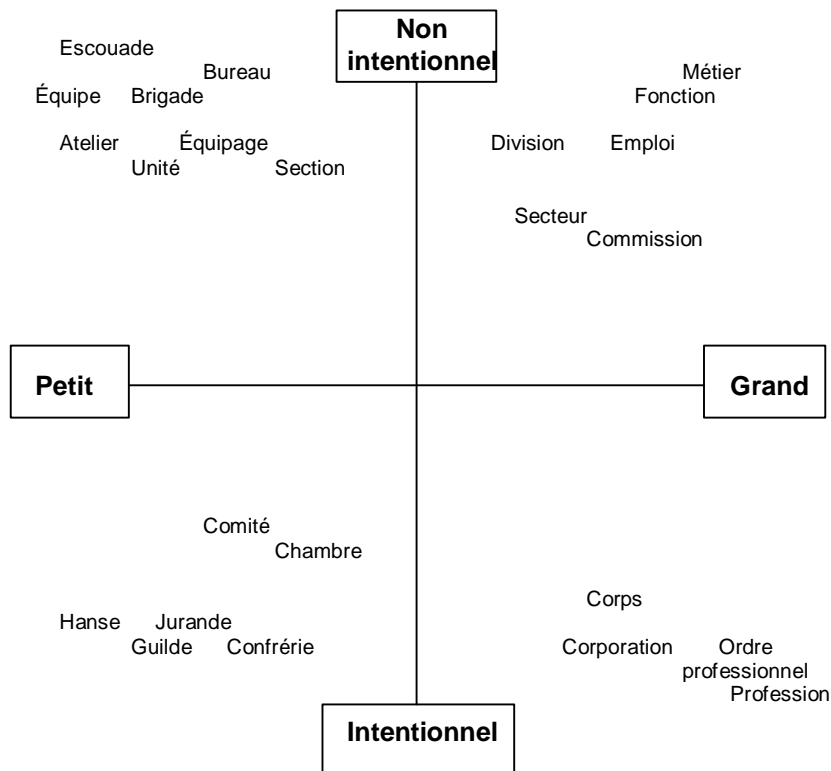 Non
intentionnel
Escouade
Bureau
Métier
Équipe Brigade
Fonction
Atelier Équipage
Division Emploi
Unité Section
Secteur
Commission
Petit
Grand
Comité
Chambre
Corps
Hanse Jurande
Guilde Confrérie
Corporation Ordre
professionnel
Profession
Intentionnel